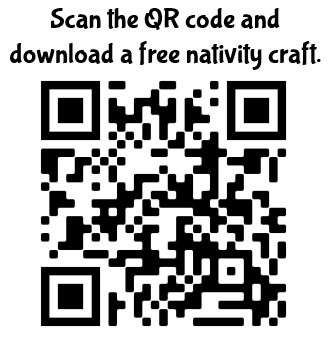 Scan the QR code and
download a free nativity craft.